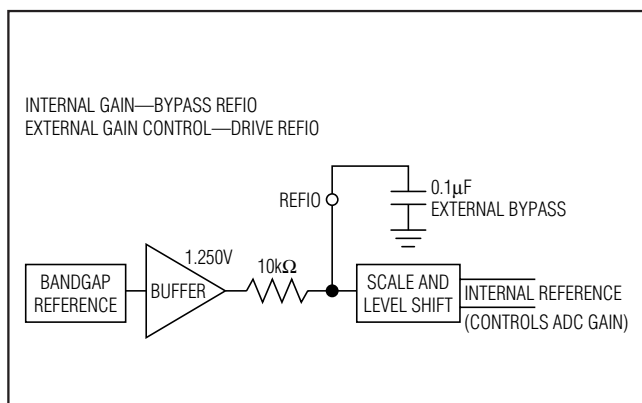 INTERNAL GAIN—BYPASS REFIO
EXTERNAL GAIN CONTROL—DRIVE REFIO
REFIO
0.1μF
EXTERNAL BYPASS
1.250V
10kΩ
BANDGAP
REFERENCE
BUFFER
SCALE AND
LEVEL SHIFT
INTERNAL REFERENCE
(CONTROLS ADC GAIN)